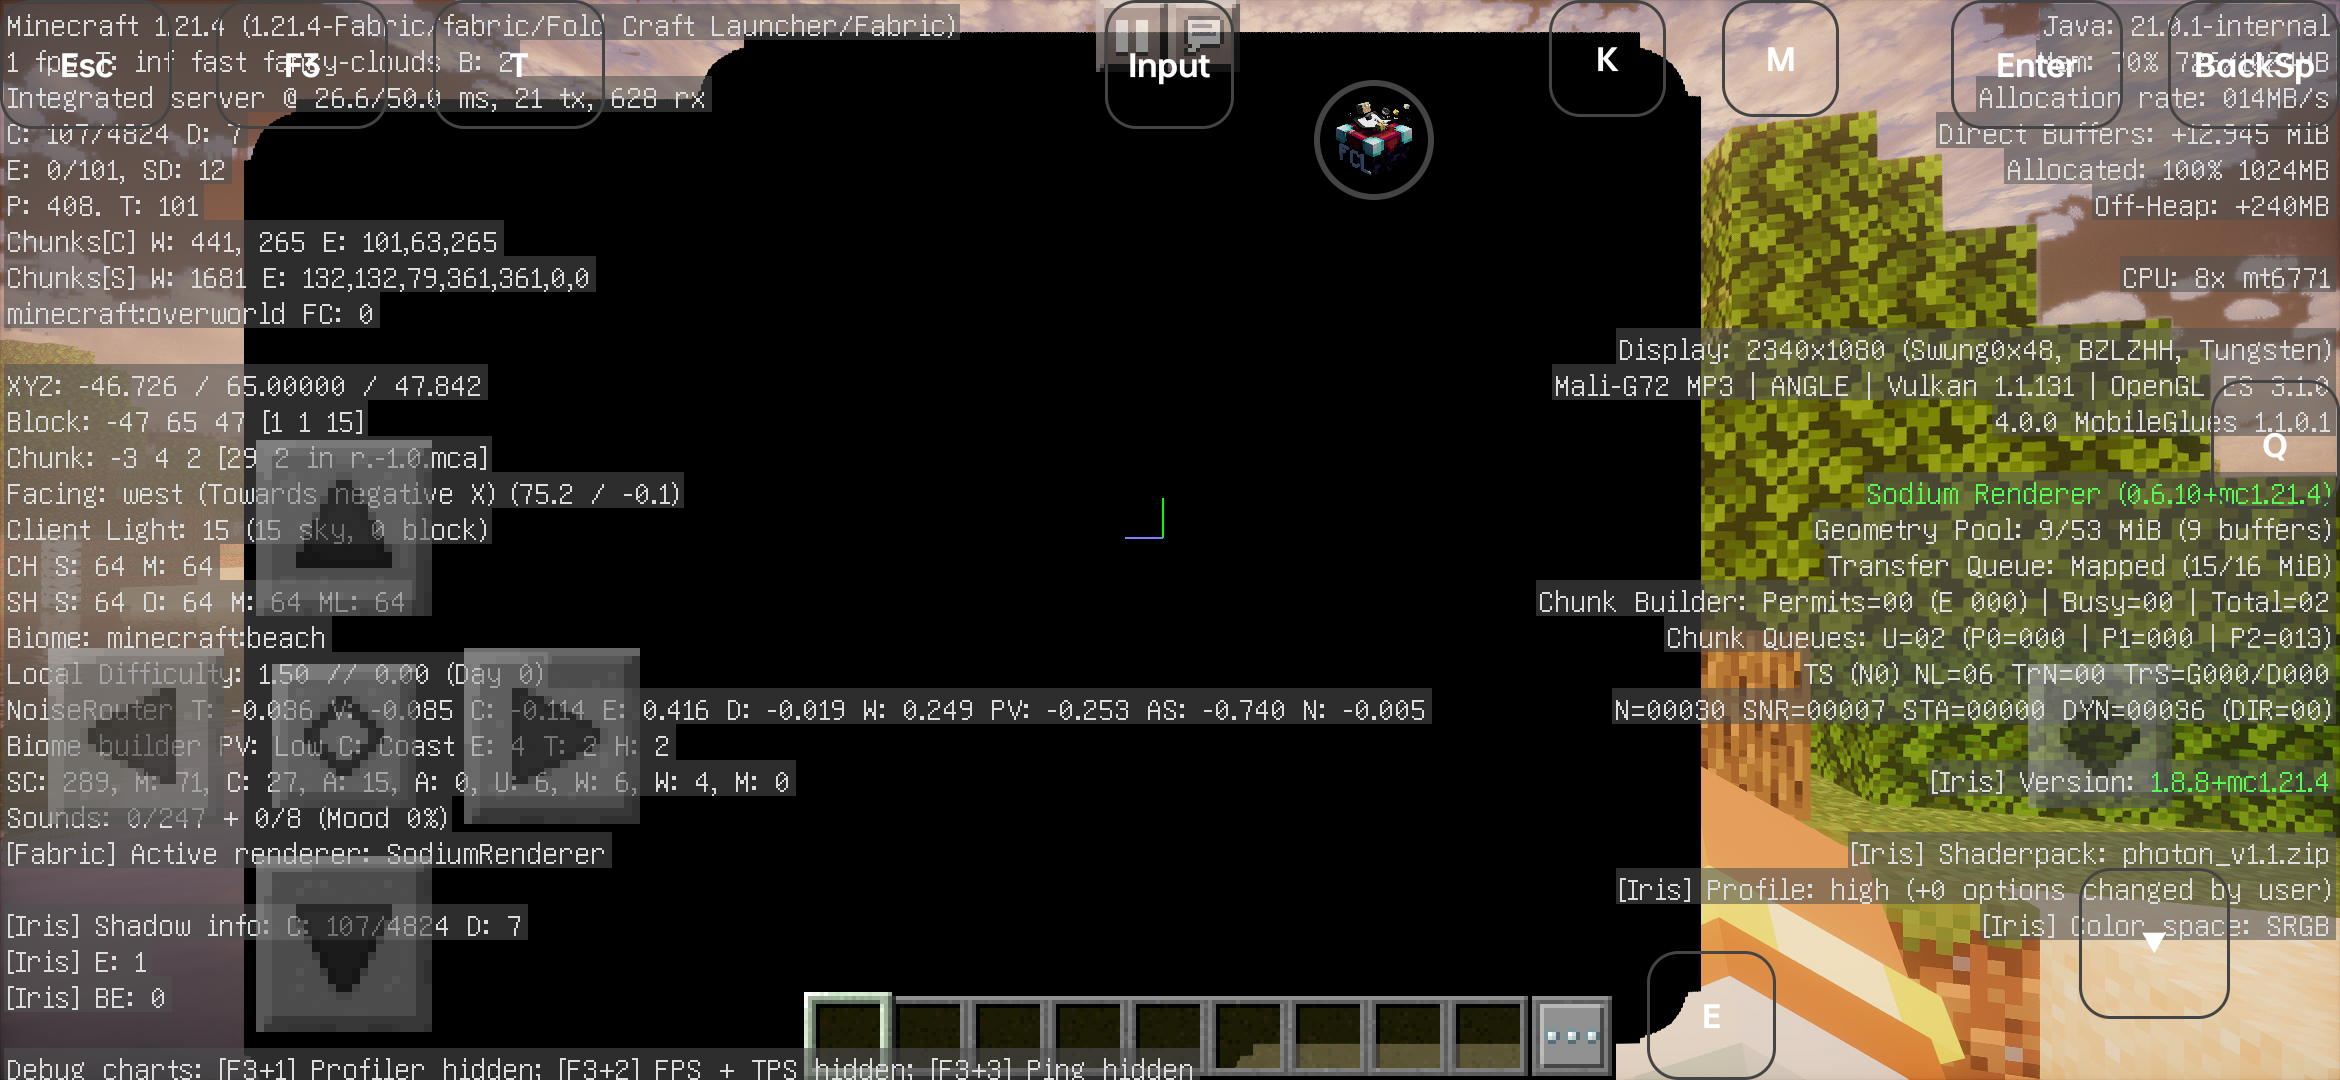 Minecraft 1.21.4 (1.21.4-Fabric/fabric/Fold Craft Launcher/Fabric)
1 fps T: inf fast fancy-clouds B: 2
Integrated server @ 26.6/50.0 ms, 21 tx, 628 rx
C: 107/4824 D: 7
E: 0/101, SD: 12
P: 408. T: 101
Chunks[C] W: 441, 265 E: 101,63,265
Chunks[S] W: 1681 E: 132,132,79,361,361,0,0
minecraft:overworld FC: 0
XYZ: -46.726 / 65.00000 / 47.842
Block: -47 65 47 [1 1 15]
Chunk: -3 4 2 [29 2 in r.-1.0.mca]
Facing: west (Towards negative X) (75.2 / -0.1)
Client Light: 15 (15 sky, 0 block)
CH S: 64 M: 64
SH S: 64 O: 64 M: 64 ML: 64
Biome: minecraft:beach
Local Difficulty: 1.50 // 0.00 (Day 0)
NoiseRouter T: -0.036 V: -0.085 C: -0.114 E: 0.416 D: -0.019 W: 0.249 PV: -0.253 AS: -0.740 N: -0.005
Biome builder PV: Low C: Coast E: 4 T: 2 H: 2
SC: 289, M: 71, C: 27, A: 15, A: 0, U: 6, W: 6, W: 4, M: 0
Sounds: 0/247 + 0/8 (Mood 0%)
[Fabric] Active renderer: SodiumRenderer
[Iris] Shadow info: C: 107/4824 D: 7
[Iris] E: 1
[Iris] BE: 0
Debug charts: [F3+1] Profiler hidden; [F3+2] FPS + TPS hidden; [F3+3] Ping hidden
Esc
F3
T
Input
FCL
K
M
Enter
BackSp
Java: 21.0.1-internal
Mem: 70%
Allocation rate: 014MB/s
Direct Buffers: +12.945 MiB
Allocated: 100% 1024MB
Off-Heap: +240MB
CPU: 8x mt6771
Display: 2340x1080 (Swung0x48, BZLZHH, Tungsten)
Mali-G72 MP3 | ANGLE | Vulkan 1.1.131 | OpenGL ES 3.1.0
4.0.0 MobileGlues 1.1.0.1
Q
Sodium Renderer (0.6.10+mc1.21.4)
Geometry Pool: 9/53 MiB (9 buffers)
Transfer Queue: Mapped (15/16 MiB)
Chunk Builder: Permits=00 (E 000) | Busy=00 | Total=02
Chunk Queues: U=02 (P0=000 | P1=000 | P2=013)
TS (N0) NL=06 TrN=00 TrS=G000/D000
N=00030 SNR=00007 STA=00000 DYN=00036 (DIR=00)
[Iris] Version: 1.8.8+mc1.21.4
[Iris] Shaderpack: photon_v1.1.zip
[Iris] Profile: high (+0 options changed by user)
[Iris] Color space: SRGB
E